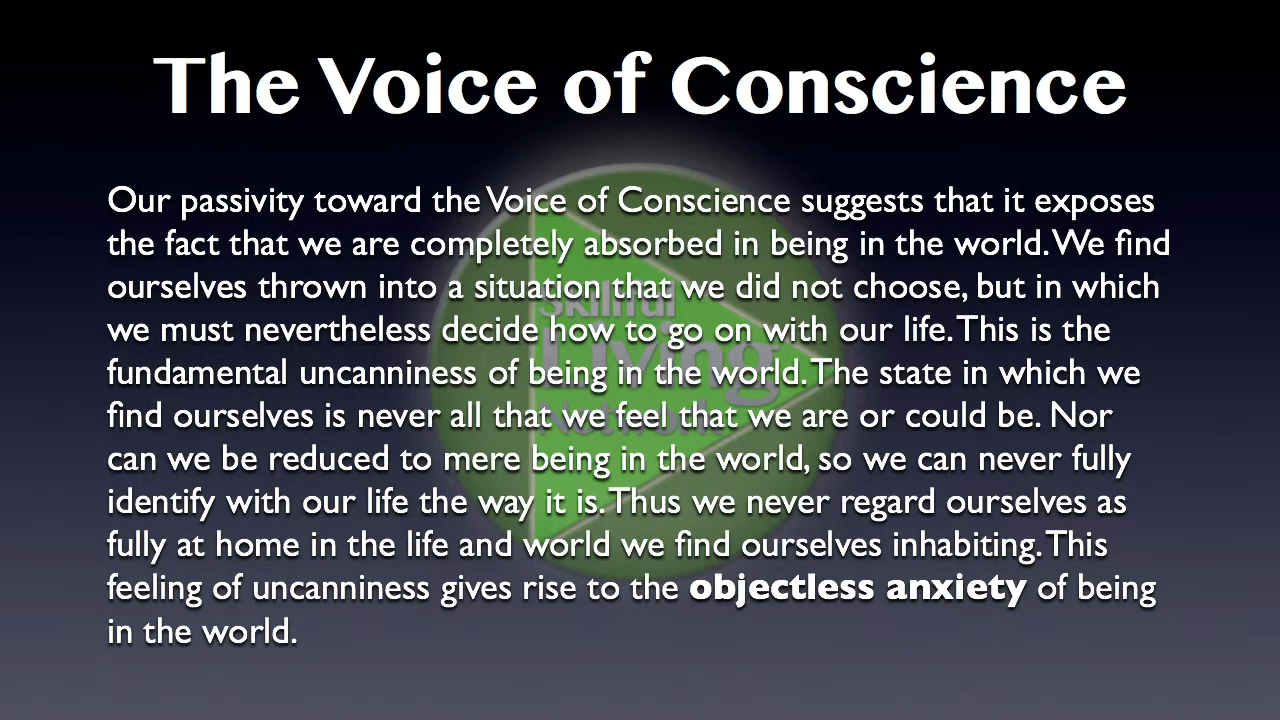 The Voice of Conscience
Our passivity toward the Voice of Conscience suggests that it exposes
the fact that we are completely absorbed in being in the world. We find
ourselves thrown into a situation that we did not choose, but in which
we must nevertheless decide how to go on with our life. This is the
fundamental uncanniness of being in the world. The state in which we
find ourselves is never all that we feel that we are or could be. Nor
can we be reduced to mere being in the world, so we can never fully
identify with our life the way it is. Thus we never regard ourselves as
fully at home in the life and world we find ourselves inhabiting. This
feeling of uncanniness gives rise to the objectless anxiety of being
in the world.
Skillful
Living
Network